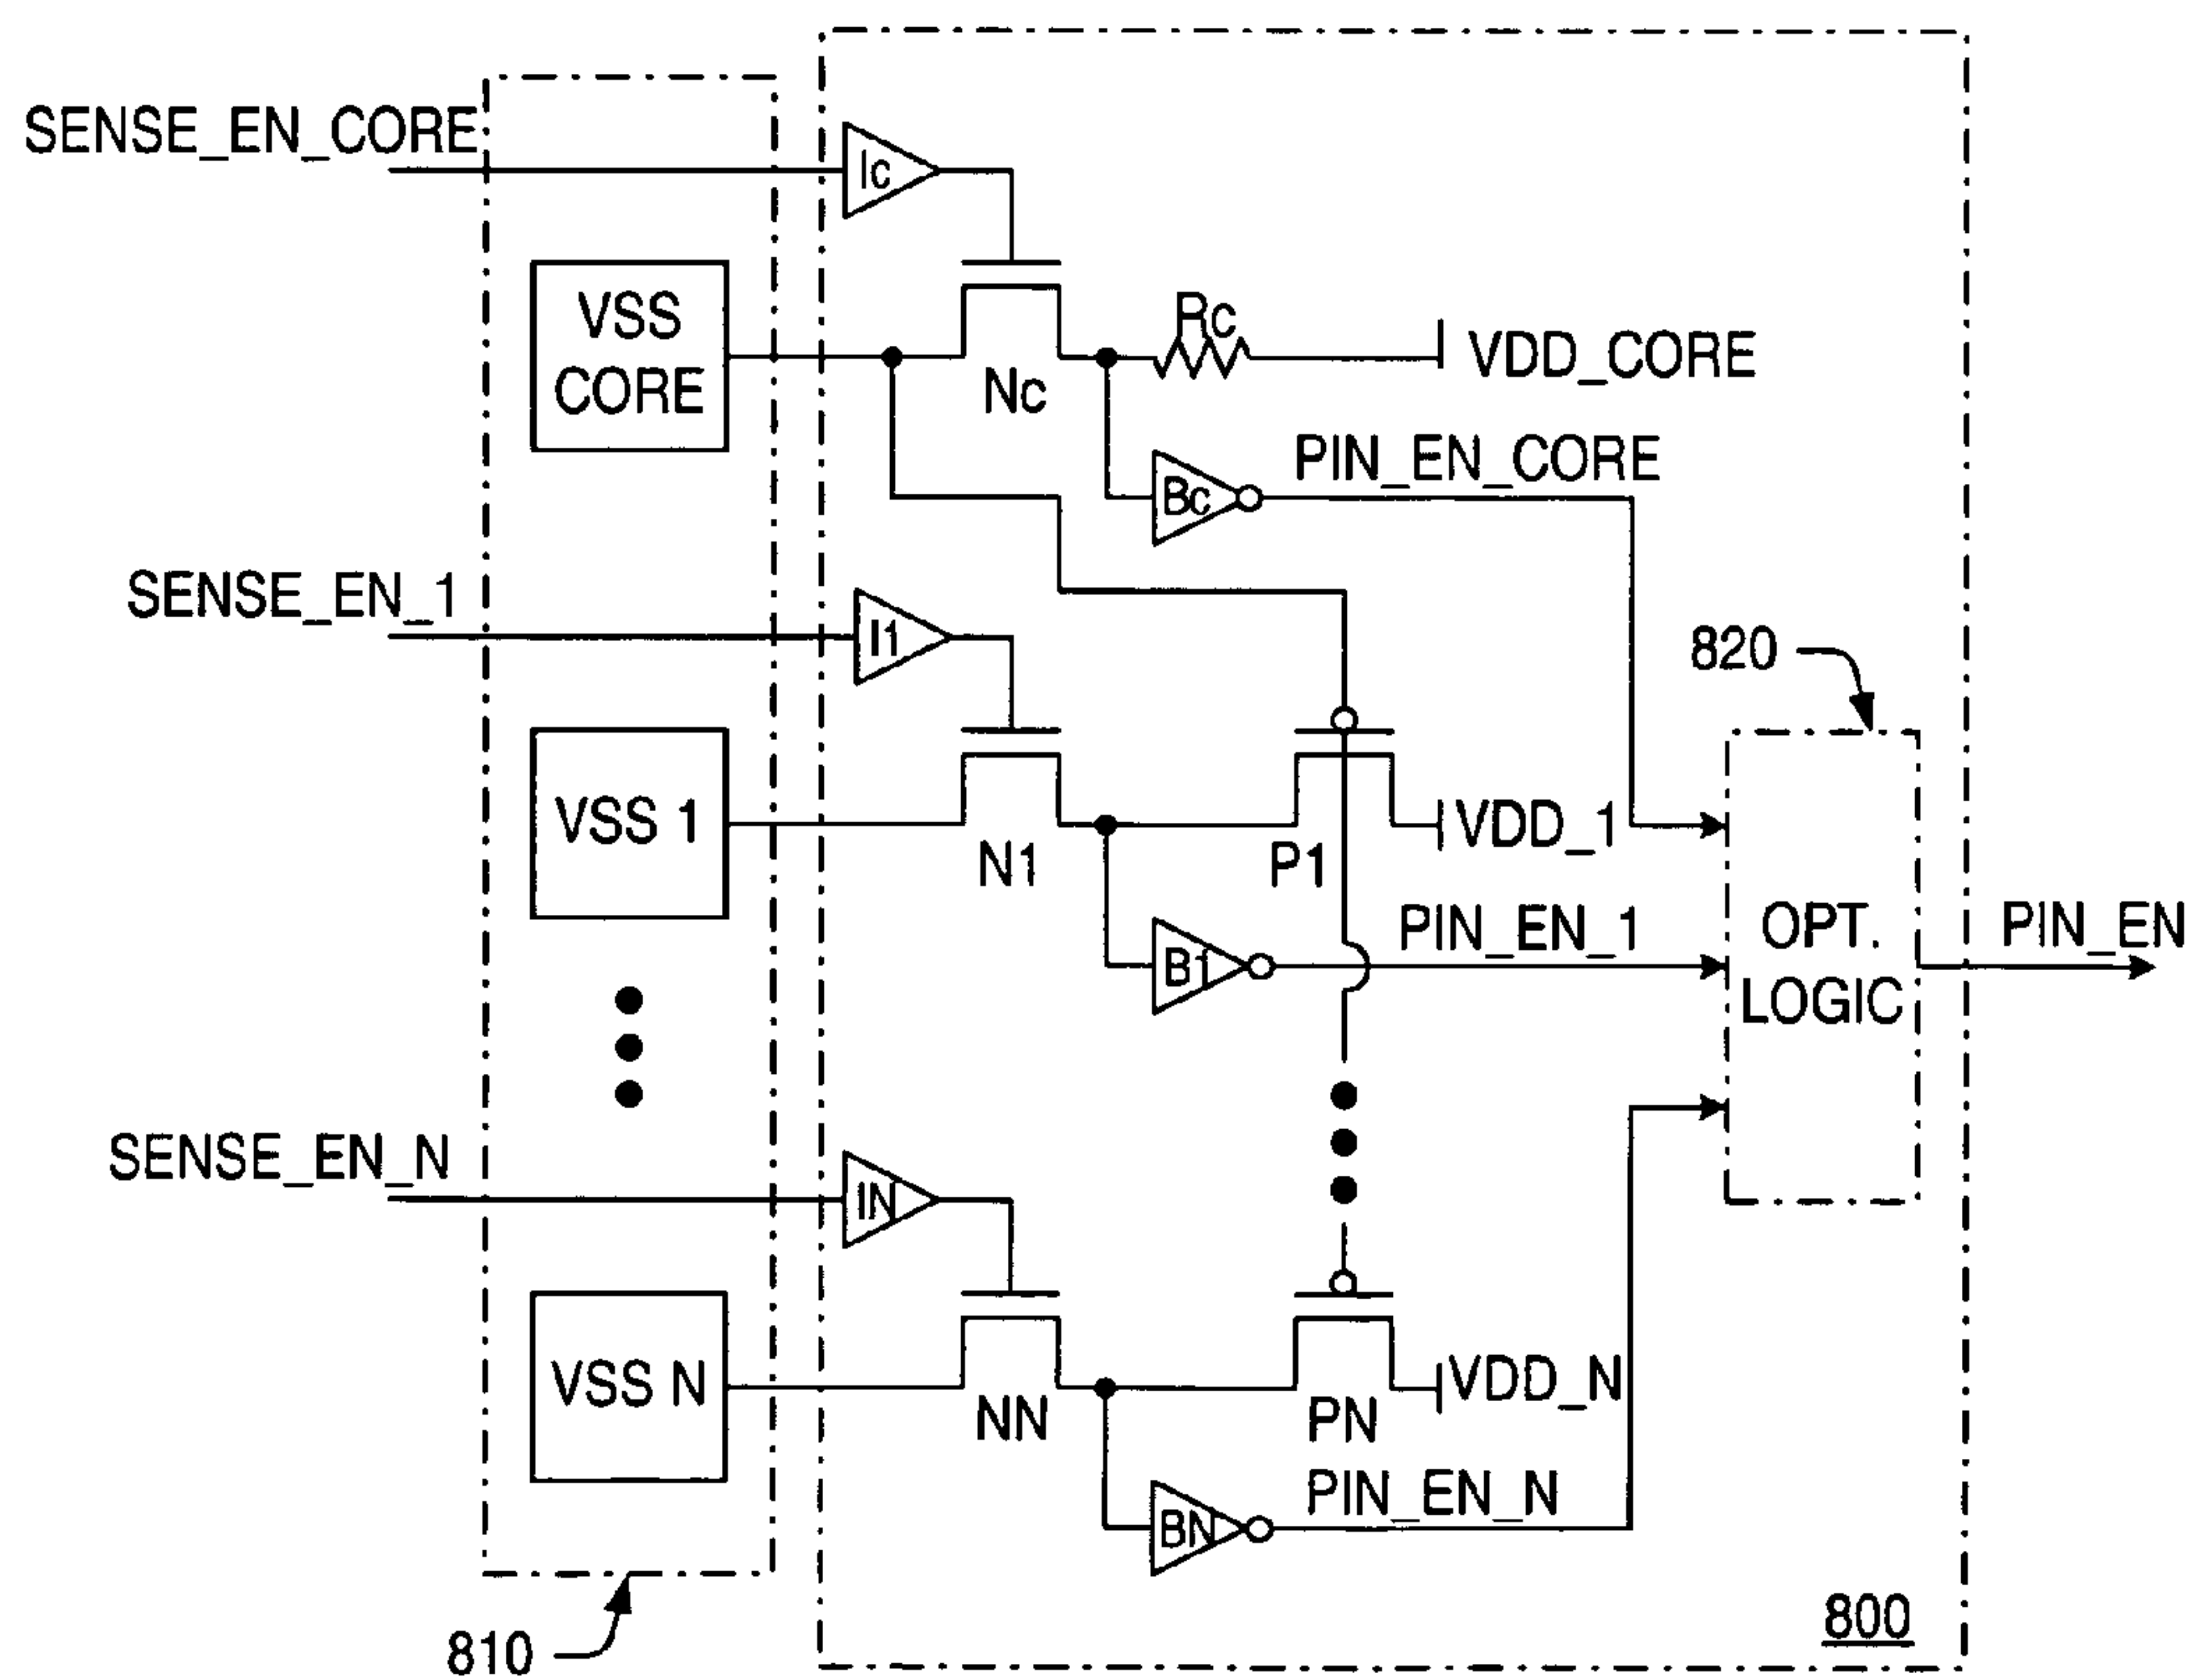 SENSE_EN_CORE
Ic
VSS
CORE
Nc
Rc
VDD_CORE
PIN_EN_CORE
Bc
SENSE_EN_1
I1
820
VSS 1
N1
P1
VDD_1
PIN_EN_1
B1
OPT.
LOGIC
PIN_EN
SENSE_EN_N
IN
VSS N
NN
PN
VDD_N
PIN_EN_N
BN
810
800